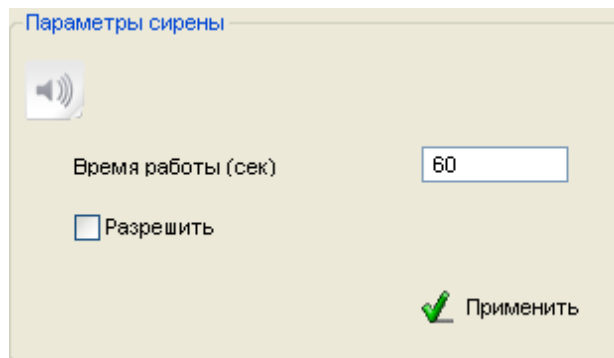 Параметры сирены
Время работы (сек)
60
Разрешить
Применить